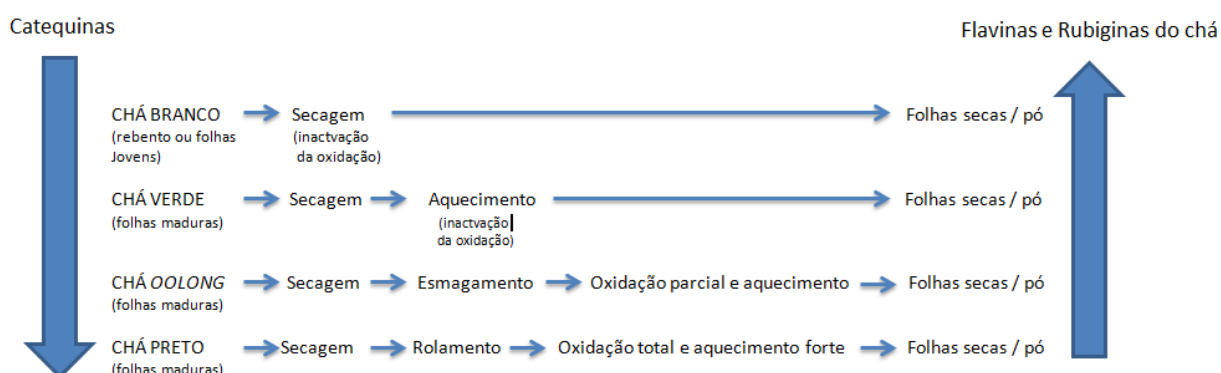 Catequinas
Flavinas e Rubiginas do chá
CHÁ BRANCO Secagem Folhas secas / pó
(rebento ou folhas (inactvação
Jovens) da oxidação)
CHÁ VERDE Secagem Aquecimento Folhas secas / pó
(folhas maduras) (inactvação
da oxidação)
CHÁ OOLONG Secagem Esmagamento Oxidação parcial e aquecimento Folhas secas / pó
(folhas maduras)
CHÁ PRETO Secagem Rolamento Oxidação total e aquecimento forte Folhas secas / pó
(folhas maduras)